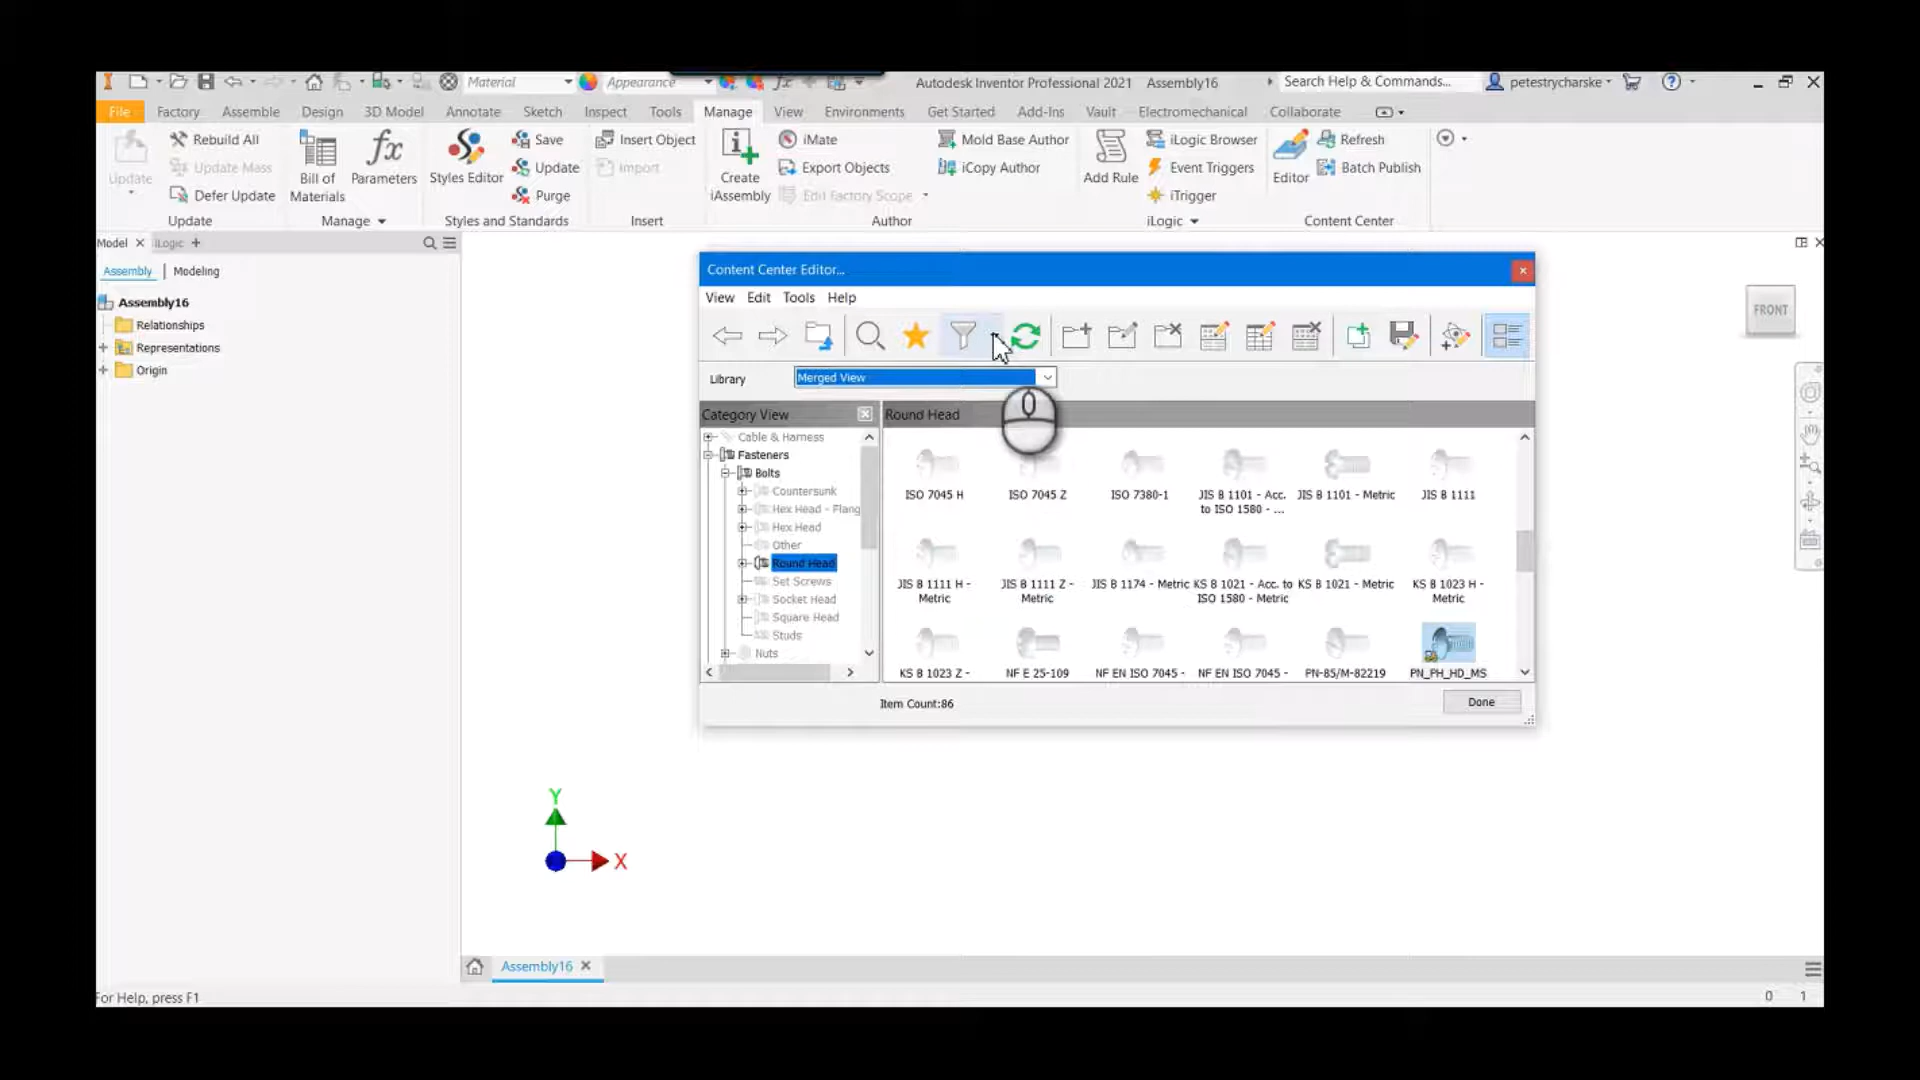 Material
Appearance
Autodesk Inventor Professional 2021 Assembly16
Search Help & Commands...
petestrycharske
File Factory Assemble Design 3D Model Annotate Sketch Inspect Tools Manage View Environments Get Started Add-Ins Vault Electromechanical Collaborate
Update
Rebuild All
Update Mass
Defer Update
Update
Bill of Materials
Parameters
Manage
Styles Editor
Save
Update
Purge
Styles and Standards
Insert Object
Import
Insert
Create iAssembly
iMate
Export Objects
Edit Factory Scope
Mold Base Author
iCopy Author
Author
Add Rule
iLogic Browser
Event Triggers
iTrigger
iLogic
Editor
Refresh
Batch Publish
Content Center
Model iLogic +
Assembly | Modeling
Assembly16
Relationships
Representations
Origin
FRONT
Content Center Editor...
View Edit Tools Help
Library Merged View
Category View
Cable & Harness
Fasteners
Bolts
Countersunk
Hex Head - Flang
Hex Head
Other
Round Head
Set Screws
Socket Head
Square Head
Studs
Nuts
Round Head
ISO 7045 H
ISO 7045 Z
ISO 7380-1
JIS B 1101 - Acc. to ISO 1580 - ...
JIS B 1101 - Metric
JIS B 1111
JIS B 1111 H - Metric
JIS B 1111 Z - Metric
JIS B 1174 - Metric
KS B 1021 - Acc. to ISO 1580 - Metric
KS B 1021 - Metric
KS B 1023 H - Metric
KS B 1023 Z -
NF E 25-109
NF EN ISO 7045 -
NF EN ISO 7045 -
PN-85/M-82219
PN_PH_HD_MS
Item Count:86
Done
Y
X
Assembly16
For Help, press F1
0 1